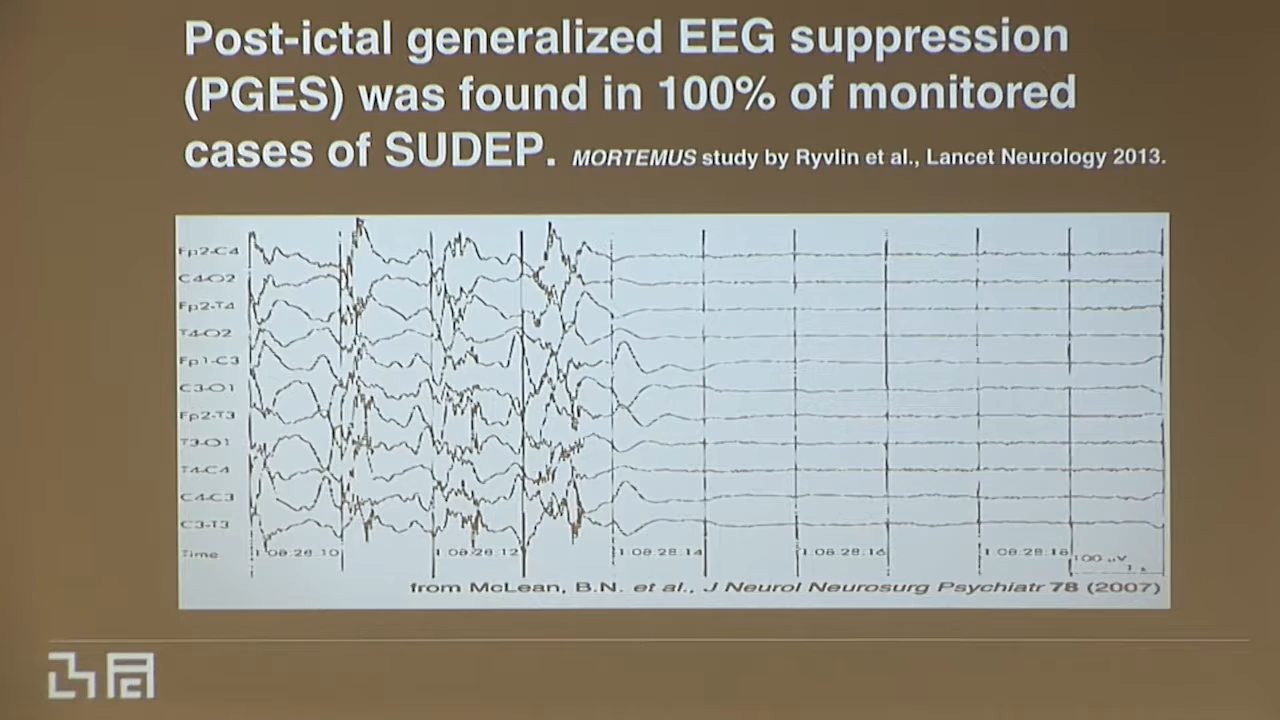 Post-ictal generalized EEG suppression
(PGES) was found in 100% of monitored
cases of SUDEP. MORTEMUS study by Ryvlin et al., Lancet Neurology 2013.
Fp2-C4
C4-O2
Fp2-T4
T4-O2
Fp1-C3
C3-O1
Fp2-T3
T3-O1
T4-C4
C4-C3
C3-T3
Time 1 08:28:10 1 08:28:12 1 08:28:14 1 08:28:16 1 08:28:18 100 uV
1 s
from McLean, B.N. et al., J Neurol Neurosurg Psychiatr 78 (2007)